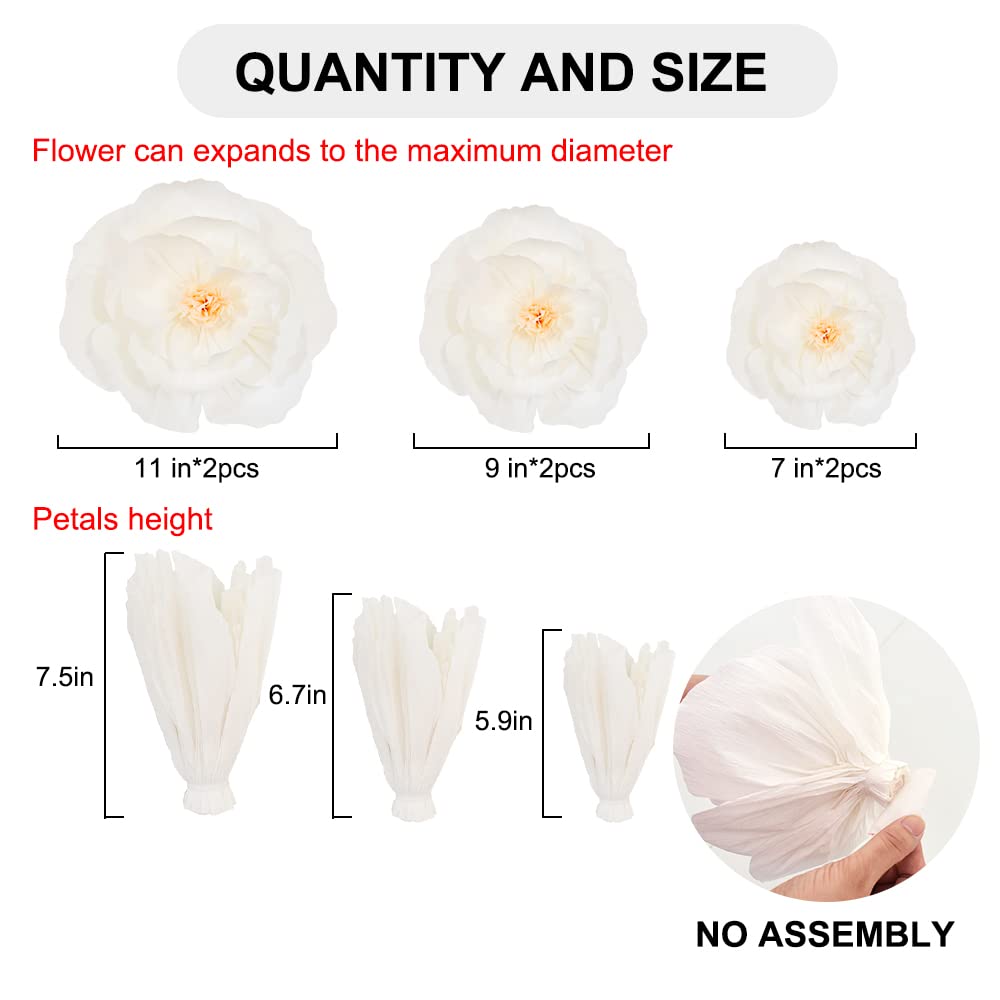 QUANTITY AND SIZE
Flower can expands to the maximum diameter
11 in*2pcs
9 in*2pcs
7 in*2pcs
Petals height
7.5in
6.7in
5.9in
NO ASSEMBLY